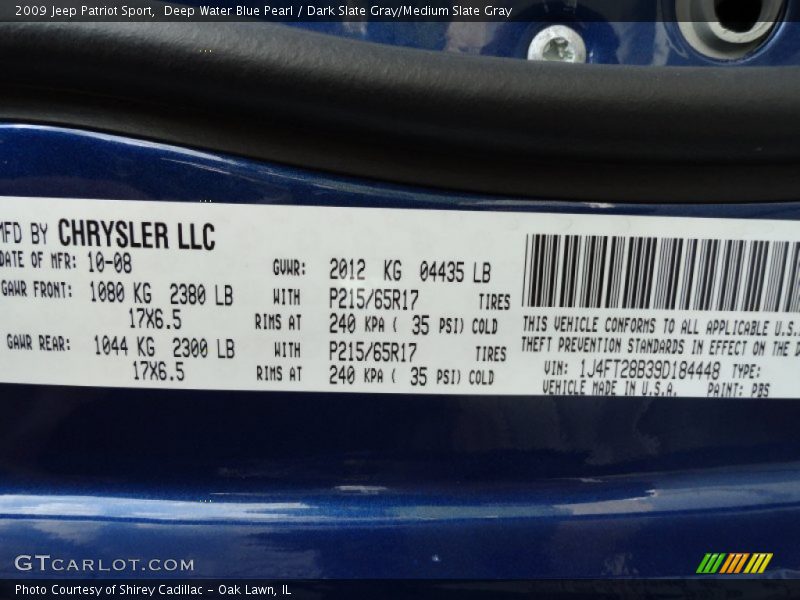 2009 Jeep Patriot Sport, Deep Water Blue Pearl / Dark Slate Gray/Medium Slate Gray
MFD BY CHRYSLER LLC
DATE OF MFR: 10-08
GAWR FRONT: 1080 KG 2380 LB
17X6.5
GAWR REAR: 1044 KG 2300 LB
17X6.5
GVWR: 2012 KG 04435 LB
WITH P215/65R17 TIRES
RIMS AT 240 KPA ( 35 PSI) COLD
WITH P215/65R17 TIRES
RIMS AT 240 KPA ( 35 PSI) COLD
THIS VEHICLE CONFORMS TO ALL APPLICABLE U.S.
THEFT PREVENTION STANDARDS IN EFFECT ON THE D
VIN: 1J4FT28B39D184448 TYPE:
VEHICLE MADE IN U.S.A. PAINT: PBS
GTCARLOT.COM
Photo Courtesy of Shirey Cadillac - Oak Lawn, IL